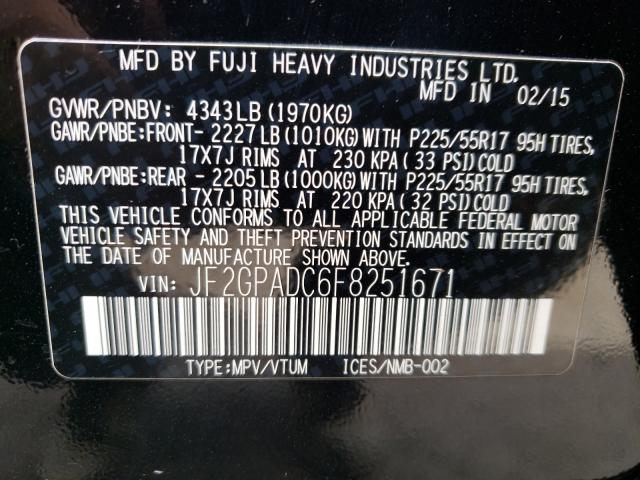 MFD BY FUJI HEAVY INDUSTRIES LTD.
MFD IN 02/15
GVWR/PNBV: 4343LB(1970KG)
GAWR/PNBE:FRONT- 2227LB(1010KG)WITH P225/55R17 95H TIRES,
17X7J RIMS AT 230 KPA(33 PSI)COLD
GAWR/PNBE:REAR - 2205LB(1000KG)WITH P225/55R17 95H TIRES,
17X7J RIMS AT 220 KPA(32 PSI)COLD
THIS VEHICLE CONFORMS TO ALL APPLICABLE FEDERAL MOTOR
VEHICLE SAFETY AND THEFT PREVENTION STANDARDS IN EFFECT ON
THE DATE OF MANUFACTURE SHOWN ABOVE.
VIN: JF2GPADC6F8251671
TYPE:MPV/VTUM ICES/NMB-002